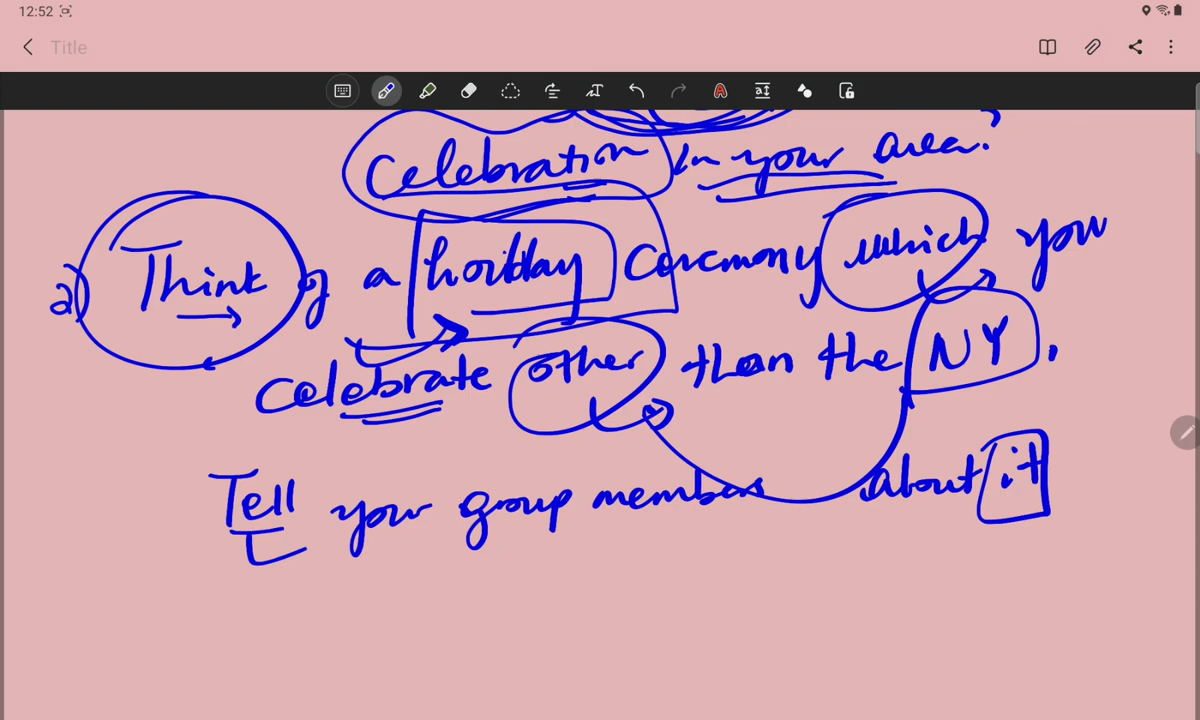 12:52
Title
Celebration in your area?
2) Think of a holiday ceremony which you
celebrate other than the NY.
Tell your group members about it